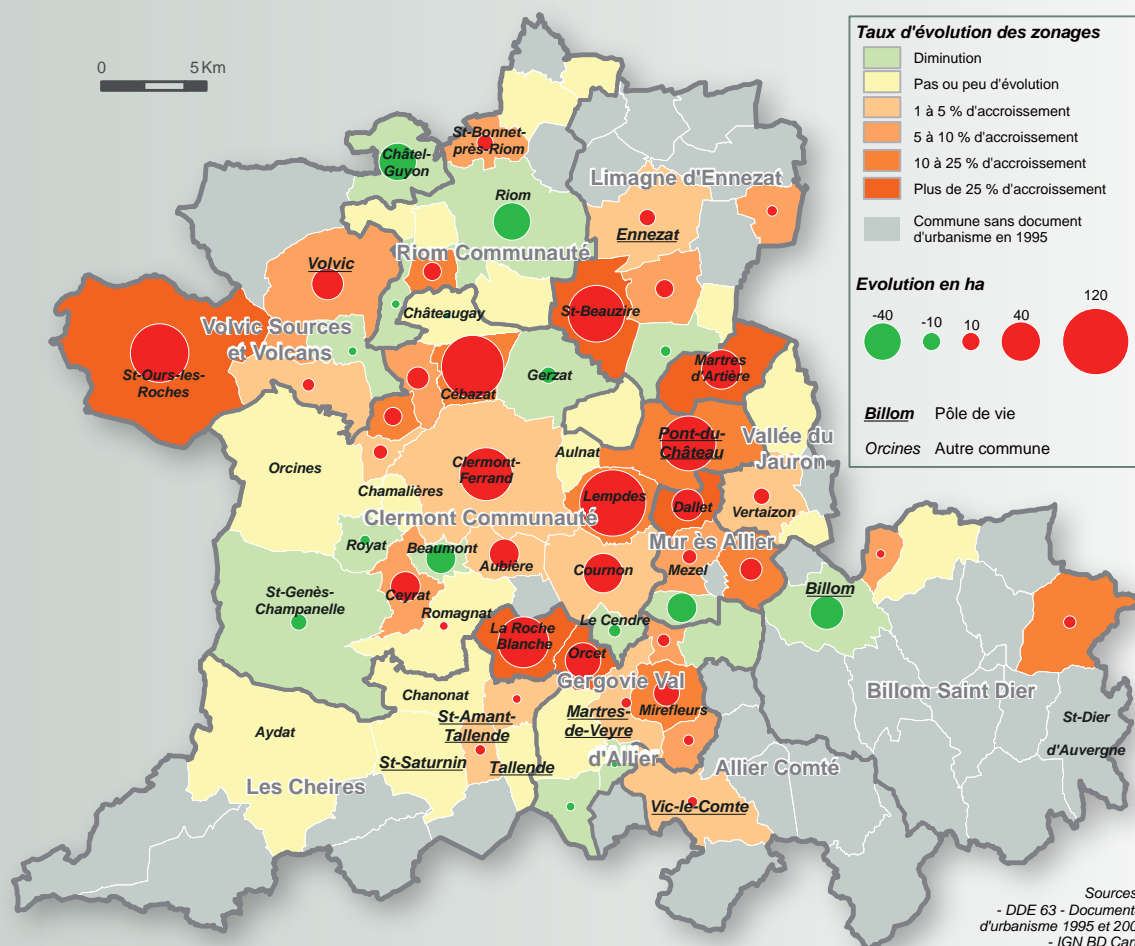 Taux d'évolution des zonages
Diminution
Pas ou peu d'évolution
1 à 5 % d'accroissement
5 à 10 % d'accroissement
10 à 25 % d'accroissement
Plus de 25 % d'accroissement
Commune sans document
d'urbanisme en 1995
Evolution en ha
-40
-10
10
40
120
Billom
Pôle de vie
Orcines
Autre commune
0
5 Km
St-Bonnet-
près-Riom
Châtel-
Guyon
Limagne d'Ennezat
Riom
Ennezat
Riom Communauté
Volvic
Châteaugay
St-Beauzire
Volvic Sources
et Volcans
St-Ours-les-
Roches
Cébazat
Gerzat
Martres
d'Artière
Orcines
Clermont-
Ferrand
Aulnat
Pont-du-
Château
Vallée du
Jauron
Chamalières
Lempdes
Dallet
Vertaizon
Clermont Communauté
Royat
Beaumont
Aubière
Cournon
Mur ès Allier
Mezel
St-Genès-
Champanelle
Ceyrat
Romagnat
Le Cendre
Billom
La Roche
Blanche
Orcet
Gergovie Val
d'Allier
Chanonat
St-Amant-
Tallende
Martres-
de-Veyre
Mirefleurs
Billom Saint Dier
St-Dier
d'Auvergne
Aydat
St-Saturnin
Tallende
Les Cheires
Allier Comté
Vic-le-Comte
Sources
- DDE 63 - Document
d'urbanisme 1995 et 200
- IGN BD Car